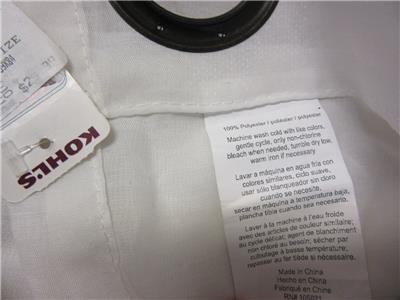 SIZE
KOHL'S
100% Polyester / poliéster / polyester
Machine wash cold with like colors,
gentle cycle, only non-chlorine
bleach when needed, tumble dry low,
warm iron if necessary
Lavar a máquina en agua fría con
colores similares, ciclo suave,
usar sólo blanqueador sin cloro
cuando se necesite,
secar en máquina a temperatura baja,
plancha tibia cuando sea necesario.
Laver à la machine à l'eau froide
avec des articles de couleur similaire;
au cycle délicat; agent de blanchiment
non chloré au besoin; sécher par
culbutage à basse température;
repasser au fer tiède si nécessaire.
Made in China
Hecho en China
Fabriqué en Chine
RN# 105021